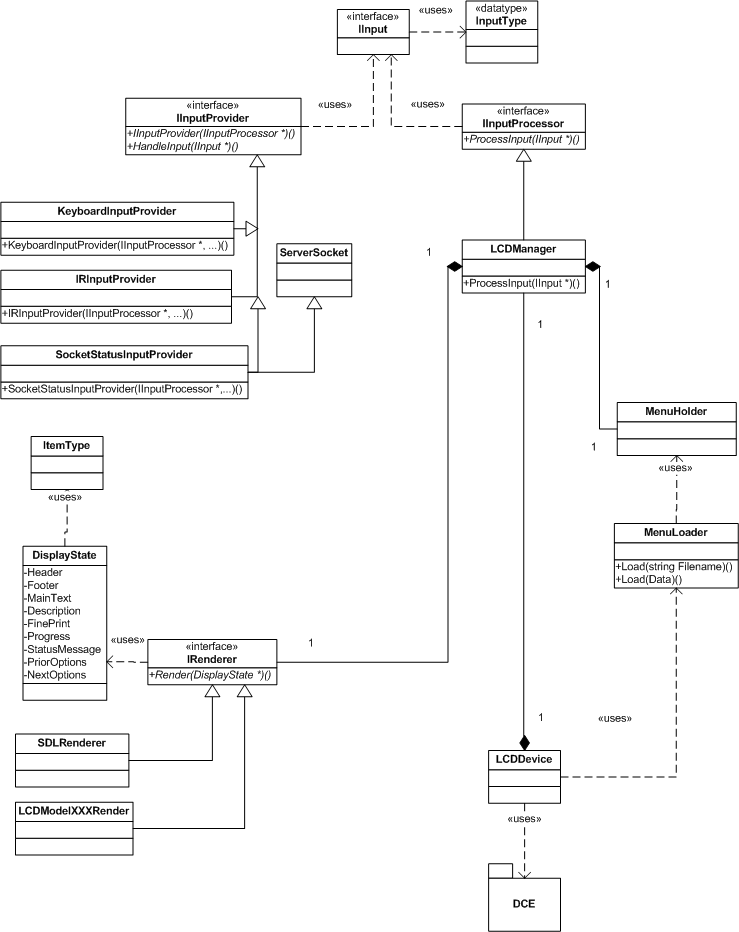 «interface»
IInput
«uses»
«datatype»
InputType
«uses»
«uses»
«interface»
IInputProvider
+IInputProvider(IInputProcessor *)()
+HandleInput(IInput *)()
«interface»
IInputProcessor
+ProcessInput(IInput *)()
KeyboardInputProvider
+KeyboardInputProvider(IInputProcessor *, ...)()
IRInputProvider
+IRInputProvider(IInputProcessor *, ...)()
SocketStatusInputProvider
+SocketStatusInputProvider(IInputProcessor *,...)()
ServerSocket
LCDManager
+ProcessInput(IInput *)()
1
1
1
1
MenuHolder
«uses»
MenuLoader
+Load(string Filename)()
+Load(Data)()
ItemType
«uses»
DisplayState
-Header
-Footer
-MainText
-Description
-FinePrint
-Progress
-StatusMessage
-PriorOptions
-NextOptions
«uses»
«interface»
IRenderer
+Render(DisplayState *)()
1
SDLRenderer
LCDModelXXXRender
1
«uses»
LCDDevice
«uses»
DCE